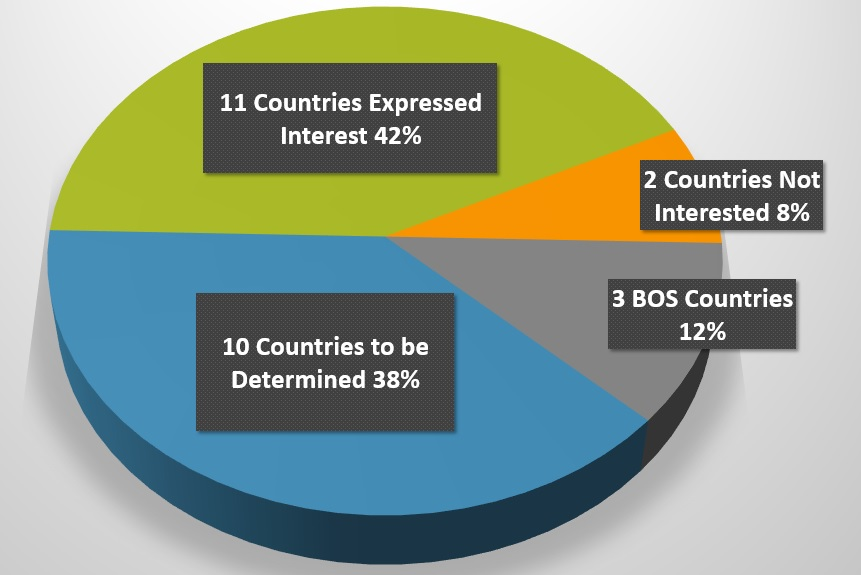 11 Countries Expressed
Interest 42%
2 Countries Not
Interested 8%
3 BOS Countries
12%
10 Countries to be
Determined 38%